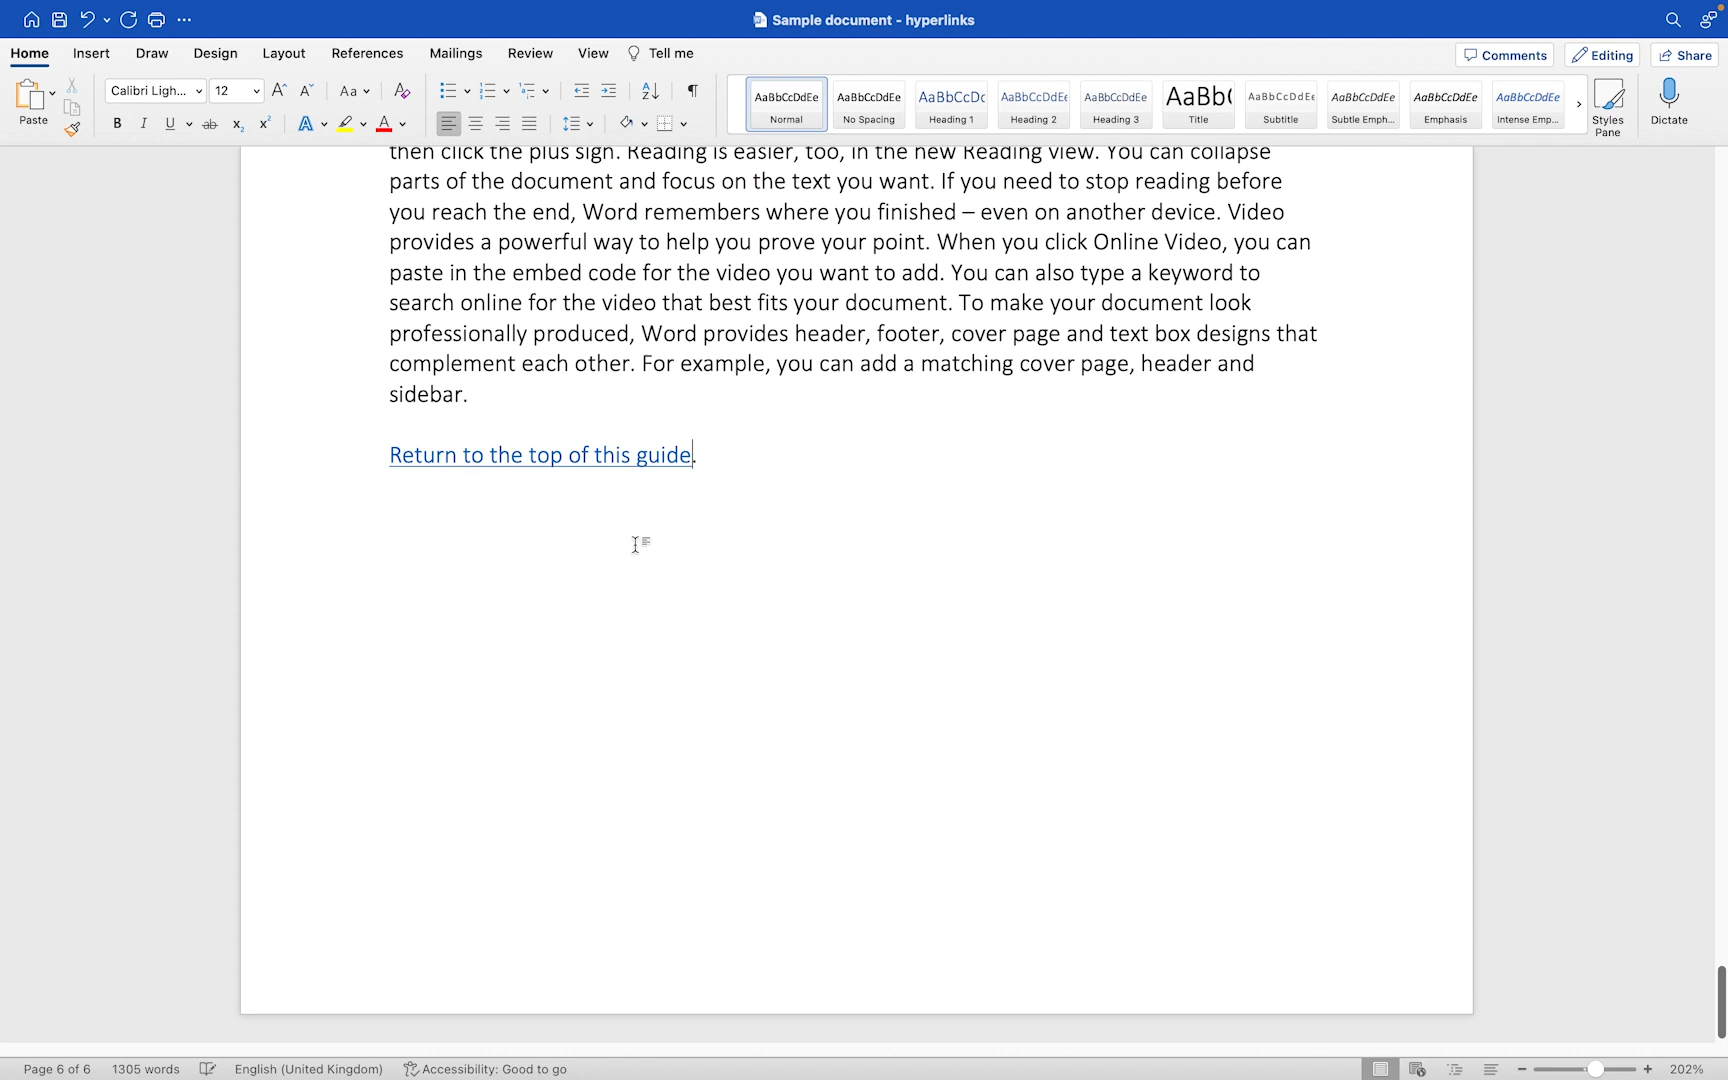 Sample document - hyperlinks
Home Insert Draw Design Layout References Mailings Review View Tell me Comments Editing Share
Paste
Calibri Ligh... 12
AaBbCcDdEe Normal
AaBbCcDdEe No Spacing
AaBbCcDc Heading 1
AaBbCcDdEe Heading 2
AaBbCcDdEe Heading 3
AaBb( Title
AaBbCcDdEe Subtitle
AaBbCcDdEe Subtle Emph...
AaBbCcDdEe Emphasis
AaBbCcDdEe Intense Emp...
Styles
Pane
Dictate
then click the plus sign. Reading is easier, too, in the new Reading view. You can collapse
parts of the document and focus on the text you want. If you need to stop reading before
you reach the end, Word remembers where you finished – even on another device. Video
provides a powerful way to help you prove your point. When you click Online Video, you can
paste in the embed code for the video you want to add. You can also type a keyword to
search online for the video that best fits your document. To make your document look
professionally produced, Word provides header, footer, cover page and text box designs that
complement each other. For example, you can add a matching cover page, header and
sidebar.
Return to the top of this guide.
Page 6 of 6 1305 words English (United Kingdom) Accessibility: Good to go 202%